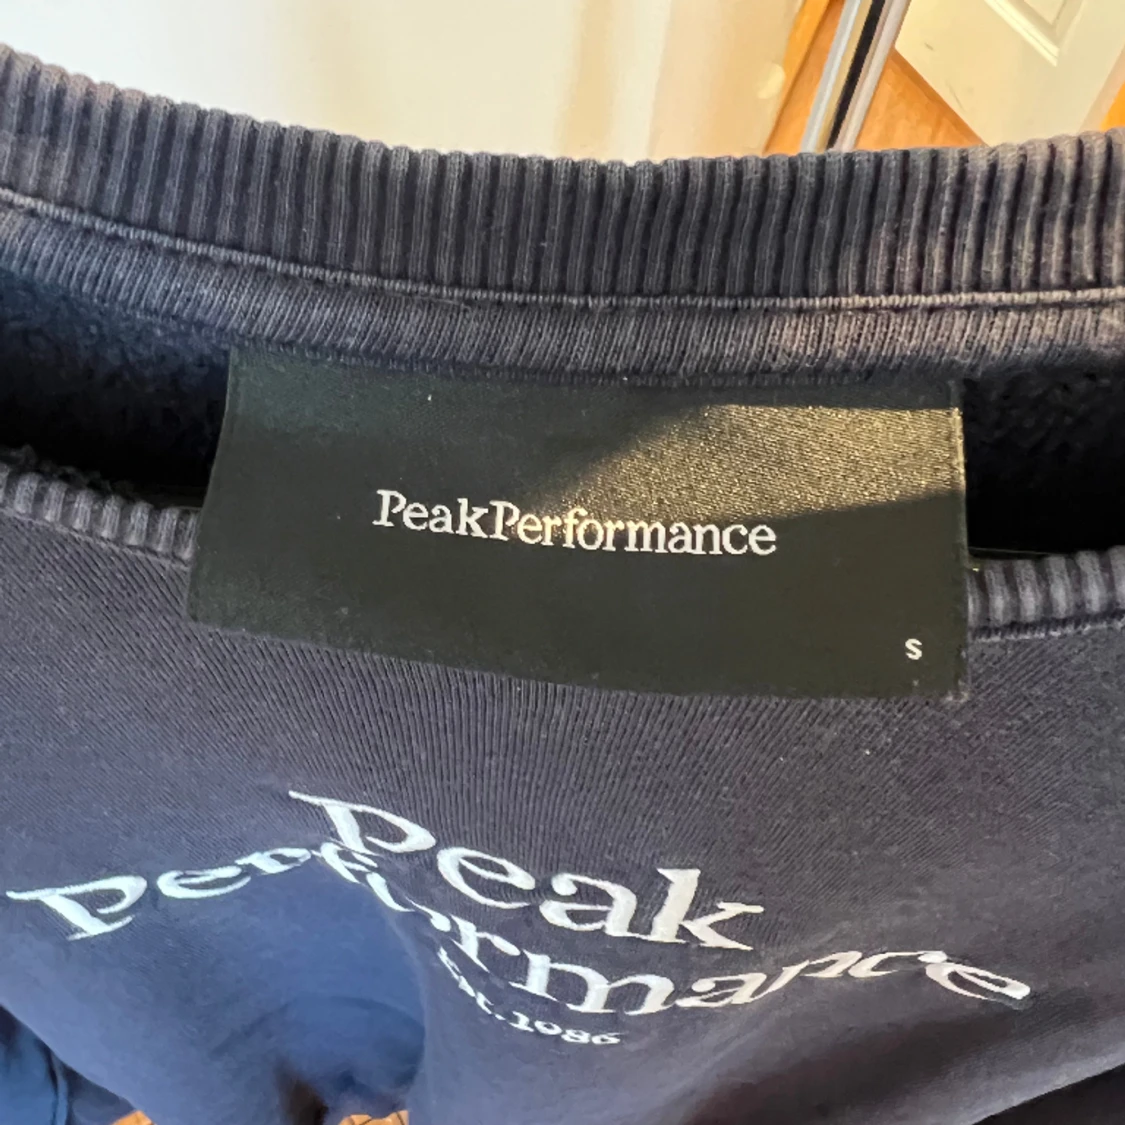 PeakPerformance
S
Peak
Performance
Est. 1986